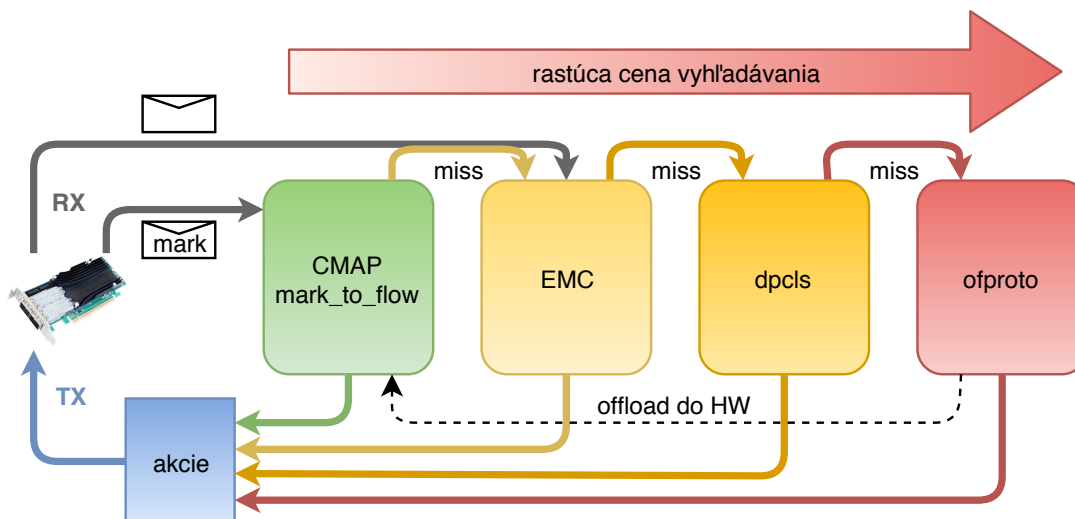 rastúca cena vyhľadávania
miss
miss
miss
RX
mark
CMAP
mark_to_flow
EMC
dpcls
ofproto
TX
offload do HW
akcie